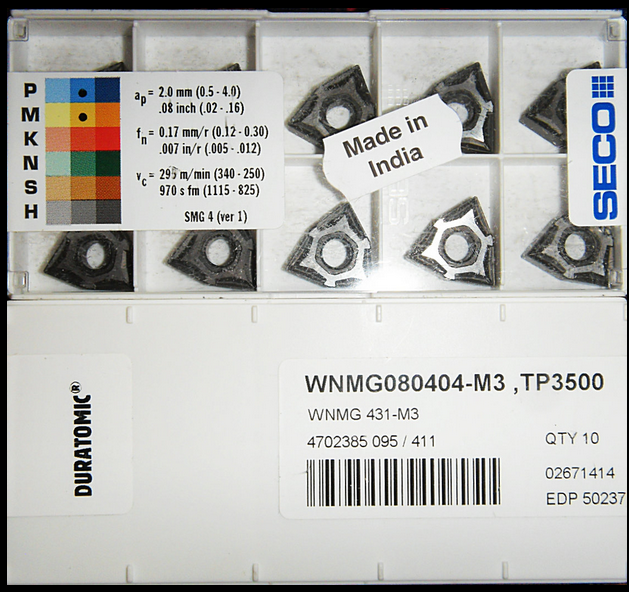 P
M
K
N
S
H
ap = 2.0 mm (0.5 - 4.0)
.08 inch (.02 - .16)
fn = 0.17 mm/r (0.12 - 0.30)
.007 in/r (.005 - .012)
vc = 295 m/min (340 - 250)
970 s fm (1115 - 825)
SMG 4 (ver 1)
Made in
India
SECO
DURATOMIC®
WNMG080404-M3 ,TP3500
WNMG 431-M3
4702385 095 / 411
QTY 10
02671414
EDP 50237